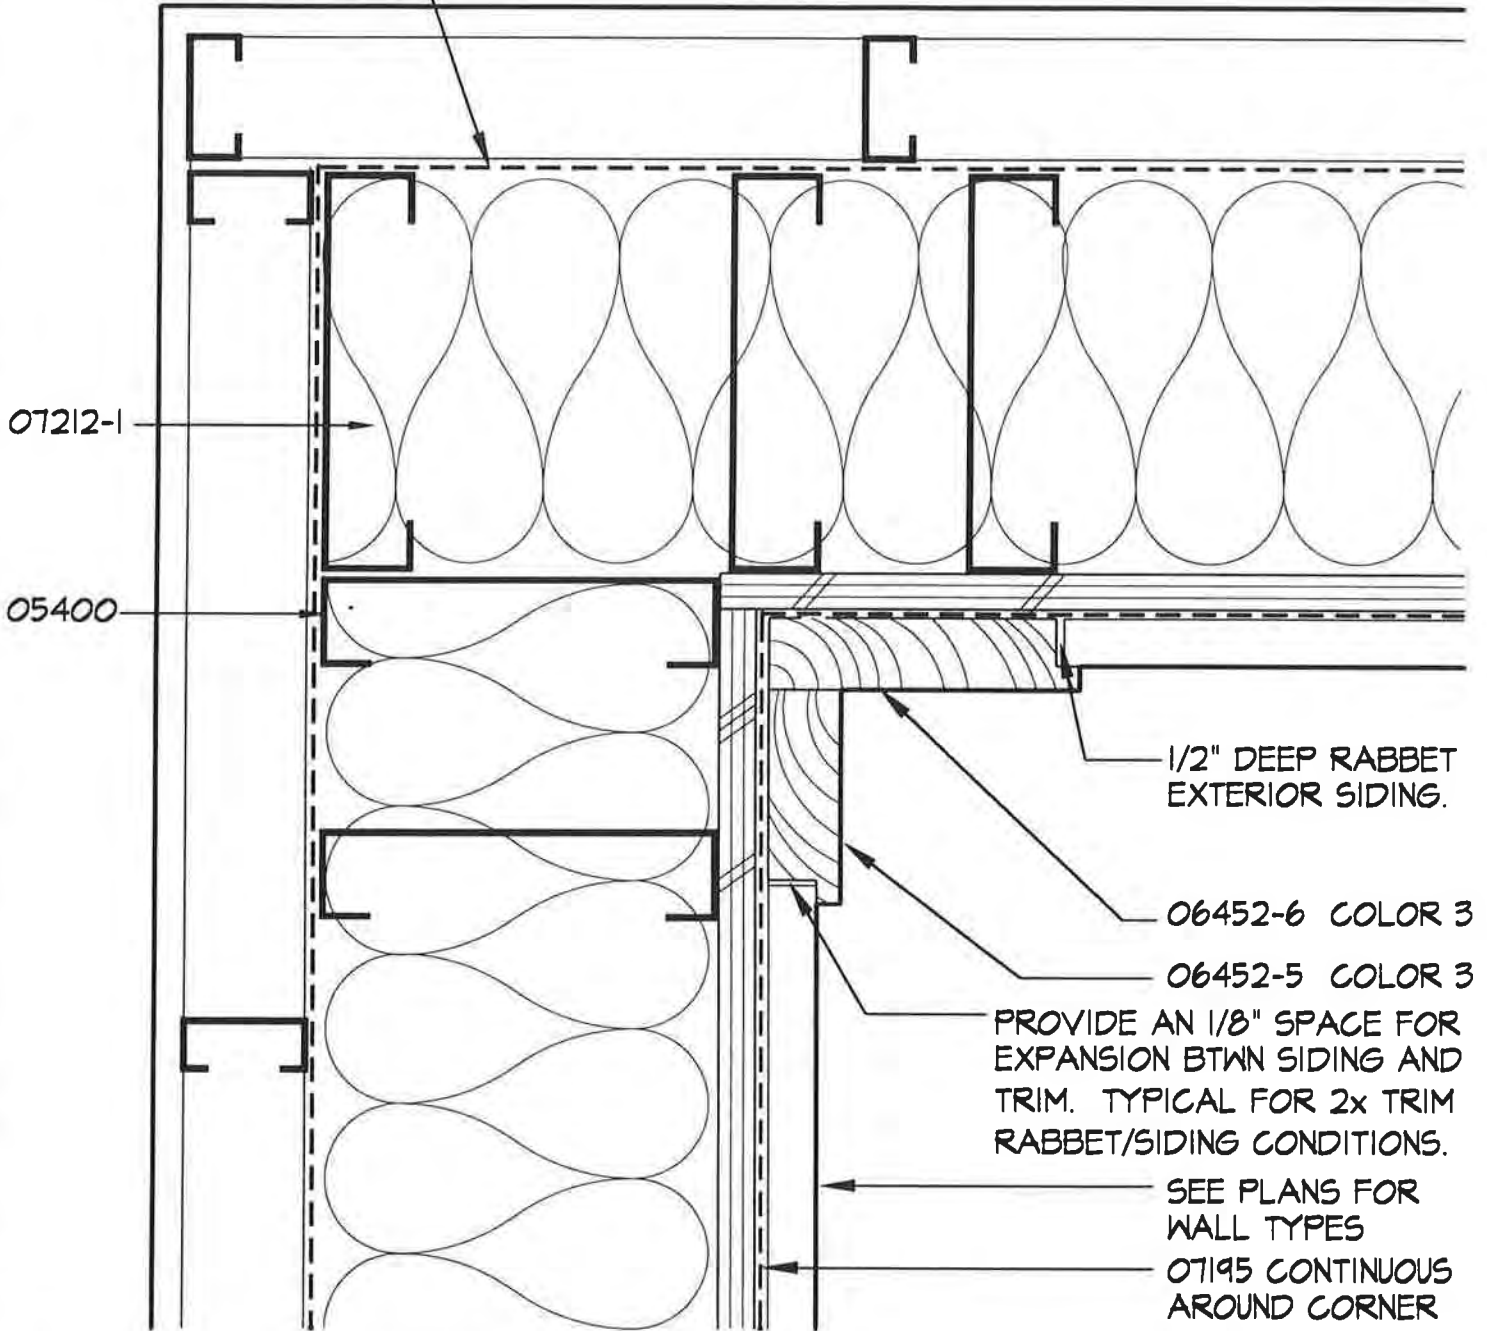 07212-1
05400
1/2" DEEP RABBET
EXTERIOR SIDING.
06452-6 COLOR 3
06452-5 COLOR 3
PROVIDE AN 1/8" SPACE FOR
EXPANSION BTWN SIDING AND
TRIM. TYPICAL FOR 2x TRIM
RABBET/SIDING CONDITIONS.
SEE PLANS FOR
WALL TYPES
07195 CONTINUOUS
AROUND CORNER